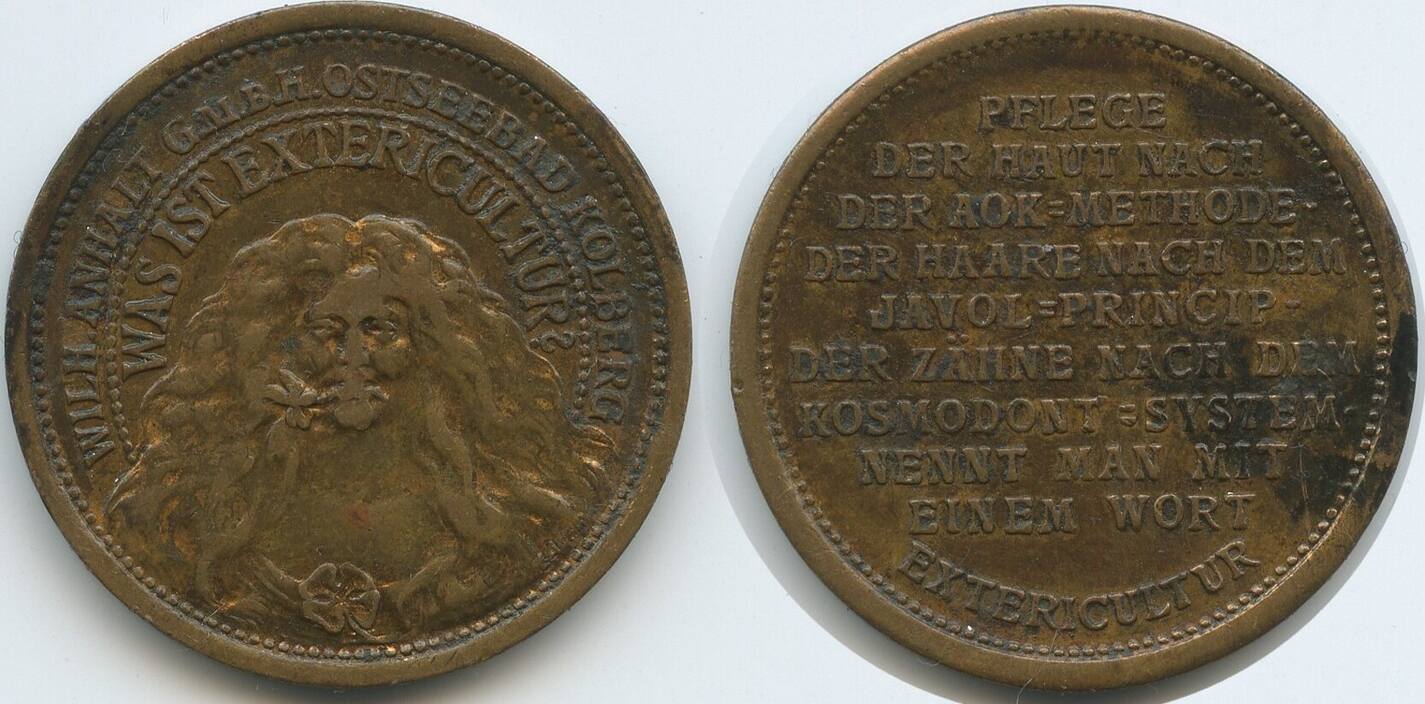 WILH. ANHALT G.M.B.H. OSTSEEBAD KOLBERG
WAS IST EXTERICULTUR?
PFLEGE
DER HAUT NACH
DER AOK=METHODE-
DER HAARE NACH DEM
JAVOL=PRINCIP-
DER ZÄHNE NACH DEM
KOSMODONT=SYSTEM-
NENNT MAN MIT
EINEM WORT
EXTERICULTUR